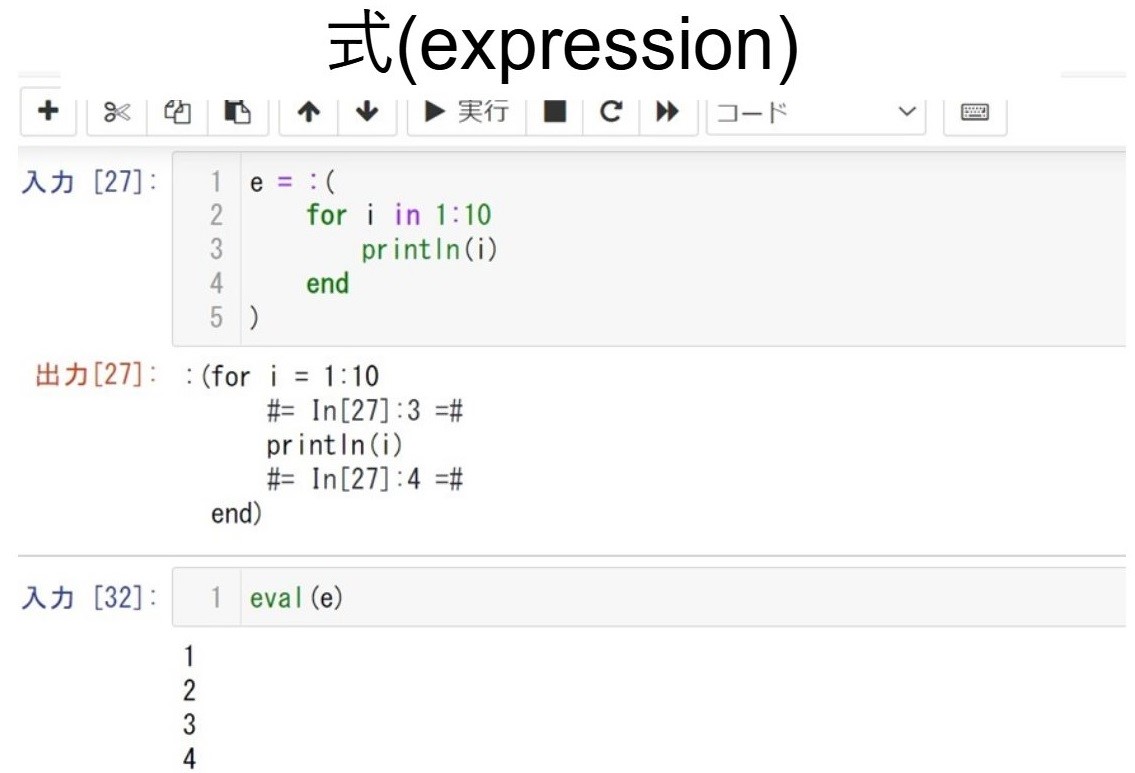 式(expression)
実行 コード
入力 [27]:
1 e = :(
2     for i in 1:10
3         println(i)
4     end
5 )
出力[27]: :(for i = 1:10
      #= In[27]:3 =#
      println(i)
      #= In[27]:4 =#
  end)
入力 [32]: 1 eval(e)
1
2
3
4